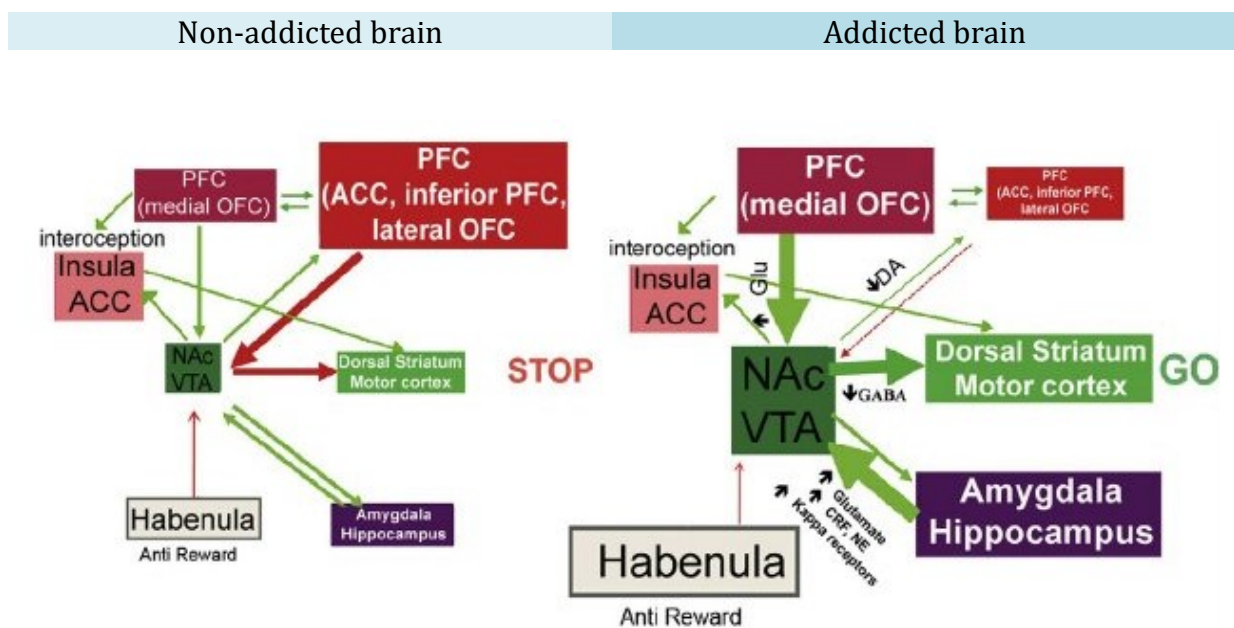 Non-addicted brain
Addicted brain
PFC
(medial OFC)
PFC
(ACC, inferior PFC,
lateral OFC
interoception
Insula
ACC
NAc
VTA
Dorsal Striatum
Motor cortex
STOP
Habenula
Anti Reward
Amygdala
Hippocampus
PFC
(medial OFC)
PFC
(ACC, inferior PFC,
lateral OFC
interoception
Insula
ACC
Glu
↓DA
NAc
VTA
Dorsal Striatum
Motor cortex
GO
↓GABA
Glutamate
CRF, NE
Kappa receptors
Amygdala
Hippocampus
Habenula
Anti Reward